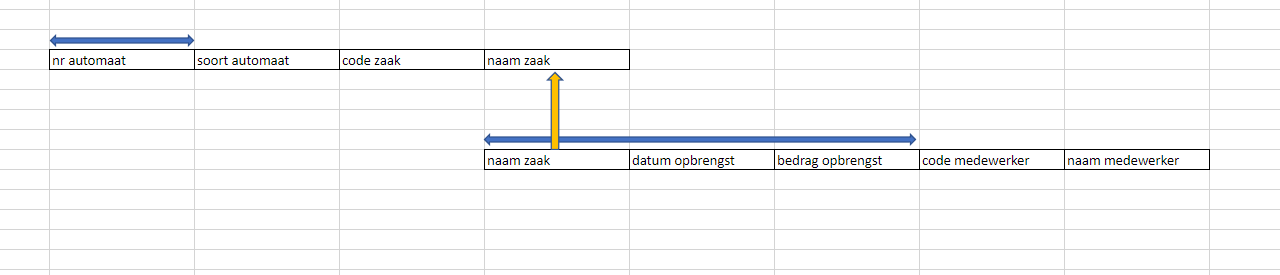 nr automaat soort automaat code zaak naam zaak
naam zaak datum opbrengst bedrag opbrengst code medewerker naam medewerker